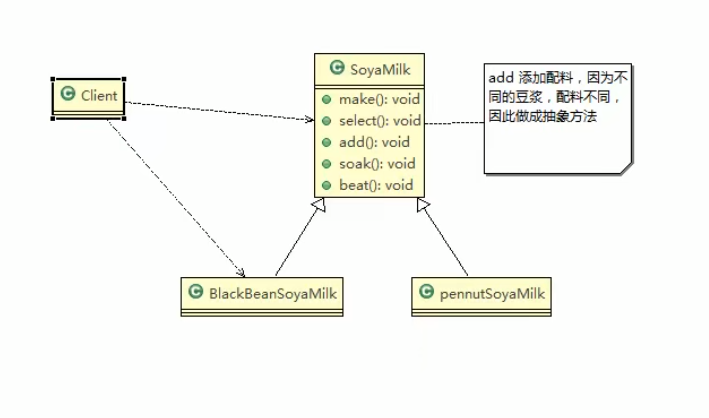 Client
SoyaMilk
make(): void
select(): void
add(): void
soak(): void
beat(): void
add 添加配料，因为不
同的豆浆，配料不同，
因此做成抽象方法
BlackBeanSoyaMilk
pennutSoyaMilk